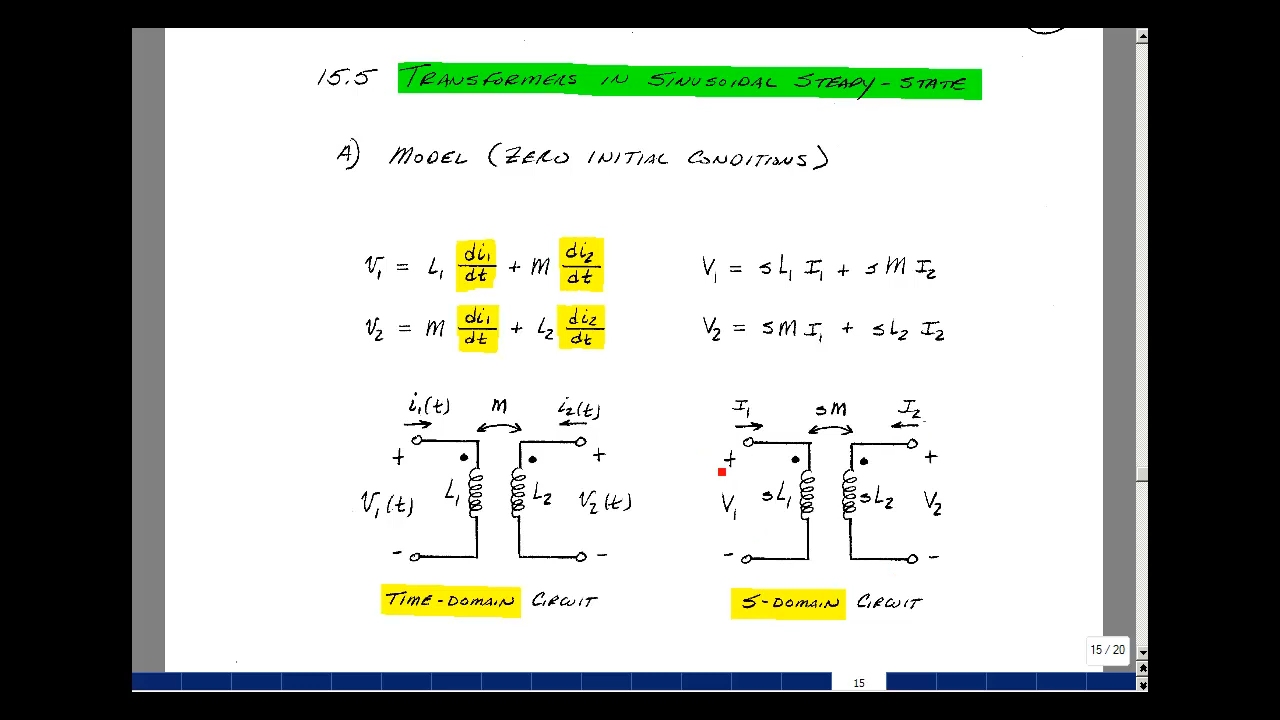 15.5 TRANSFORMERS IN SINUSOIDAL STEADY-STATE
A) MODEL (ZERO INITIAL CONDITIONS)
v₁ = L₁ di₁/dt + M di₂/dt
V₁ = sL₁ I₁ + sM I₂
v₂ = M di₁/dt + L₂ di₂/dt
V₂ = sM I₁ + sL₂ I₂
i₁(t) M i₂(t)
I₁ sM I₂
+ +
+ +
v₁(t) L₁ L₂ v₂(t)
V₁ sL₁ sL₂ V₂
- -
- -
TIME-DOMAIN CIRCUIT
S-DOMAIN CIRCUIT
15 / 20
15